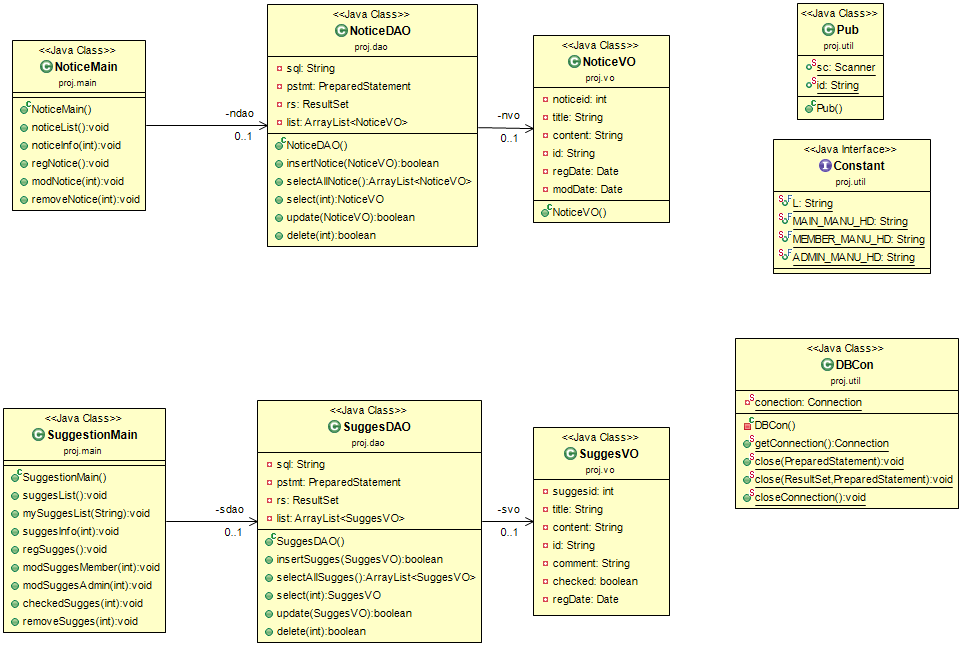 <<Java Class>>
NoticeMain
proj.main
NoticeMain()
noticeList():void
noticeInfo(int):void
regNotice():void
modNotice(int):void
removeNotice(int):void
-ndao
0..1
<<Java Class>>
NoticeDAO
proj.dao
sql: String
pstmt: PreparedStatement
rs: ResultSet
list: ArrayList<NoticeVO>
NoticeDAO()
insertNotice(NoticeVO):boolean
selectAllNotice():ArrayList<NoticeVO>
select(int):NoticeVO
update(NoticeVO):boolean
delete(int):boolean
-nvo
0..1
<<Java Class>>
NoticeVO
proj.vo
noticeid: int
title: String
content: String
id: String
regDate: Date
modDate: Date
NoticeVO()
<<Java Class>>
Pub
proj.util
sc: Scanner
id: String
Pub()
<<Java Interface>>
Constant
proj.util
L: String
MAIN_MANU_HD: String
MEMBER_MANU_HD: String
ADMIN_MANU_HD: String
<<Java Class>>
SuggestionMain
proj.main
SuggestionMain()
suggesList():void
mySuggesList(String):void
suggesInfo(int):void
regSugges():void
modSuggesMember(int):void
modSuggesAdmin(int):void
checkedSugges(int):void
removeSugges(int):void
-sdao
0..1
<<Java Class>>
SuggesDAO
proj.dao
sql: String
pstmt: PreparedStatement
rs: ResultSet
list: ArrayList<SuggesVO>
SuggesDAO()
insertSugges(SuggesVO):boolean
selectAllSugges():ArrayList<SuggesVO>
select(int):SuggesVO
update(SuggesVO):boolean
delete(int):boolean
-svo
0..1
<<Java Class>>
SuggesVO
proj.vo
suggesid: int
title: String
content: String
id: String
comment: String
checked: boolean
regDate: Date
<<Java Class>>
DBCon
proj.util
conection: Connection
DBCon()
getConnection():Connection
close(PreparedStatement):void
close(ResultSet,PreparedStatement):void
closeConnection():void